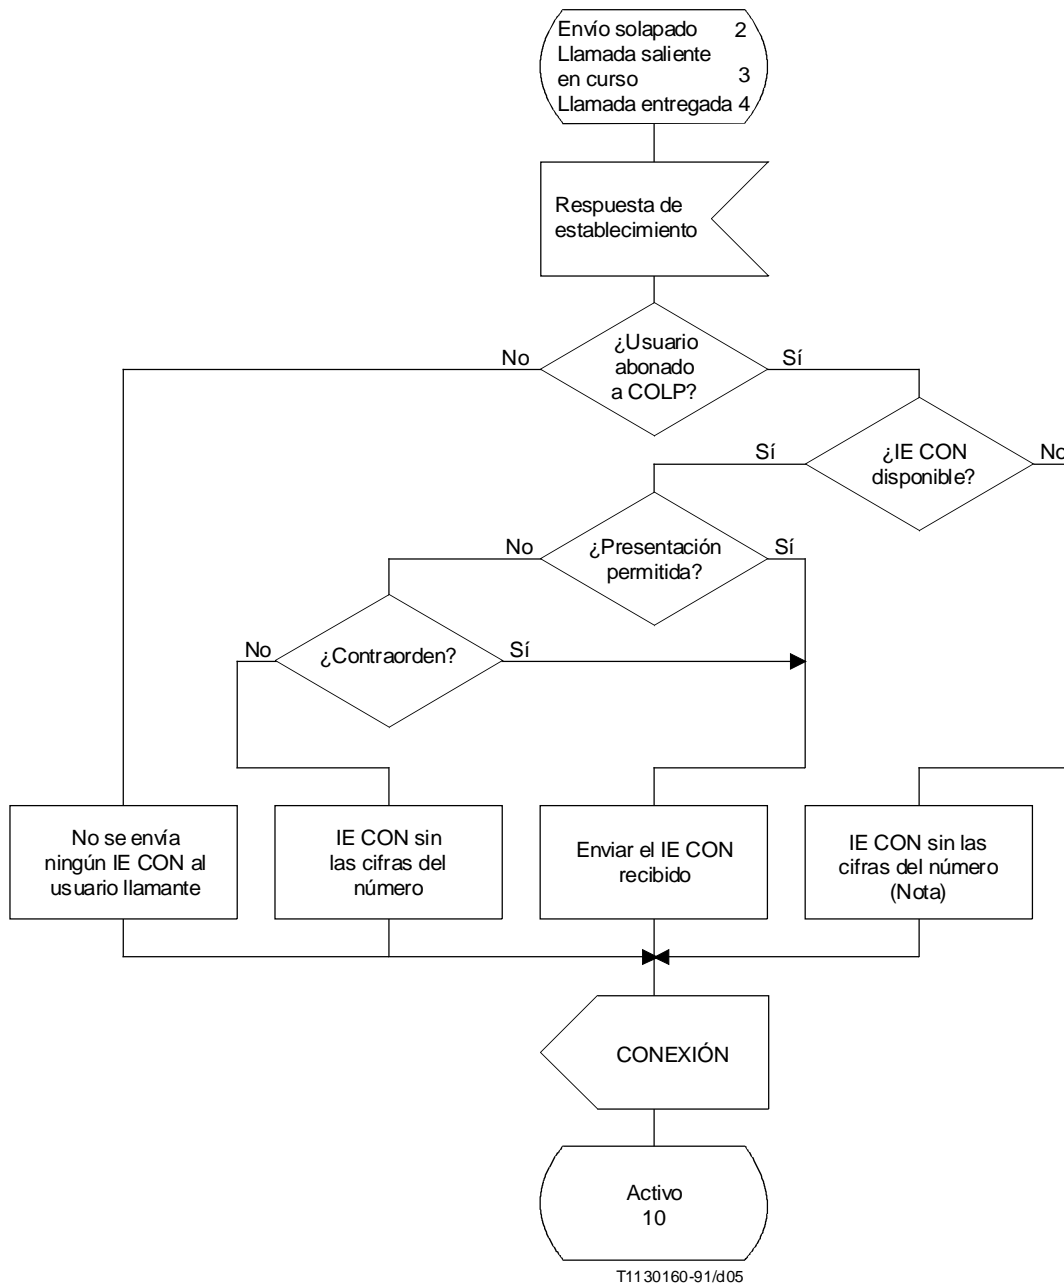 Envío solapado 2
Llamada saliente
en curso 3
Llamada entregada 4
Respuesta de
establecimiento
¿Usuario
abonado
a COLP?
No
Sí
¿IE CON
disponible?
Sí
No
¿Presentación
permitida?
No
Sí
¿Contraorden?
No
Sí
No se envía
ningún IE CON al
usuario llamante
IE CON sin
las cifras del
número
Enviar el IE CON
recibido
IE CON sin las
cifras del número
(Nota)
CONEXIÓN
Activo
10
T1130160-91/d05